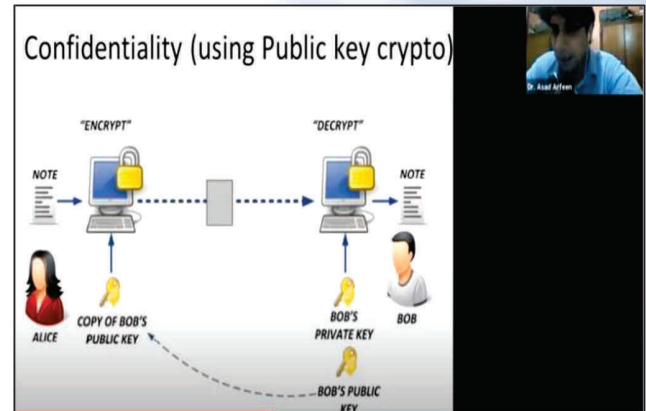 Confidentiality (using Public key crypto)
Dr. Asad Arfeen
"ENCRYPT"
"DECRYPT"
NOTE
NOTE
ALICE
COPY OF BOB'S
PUBLIC KEY
BOB'S
PRIVATE KEY
BOB
BOB'S PUBLIC
KEY